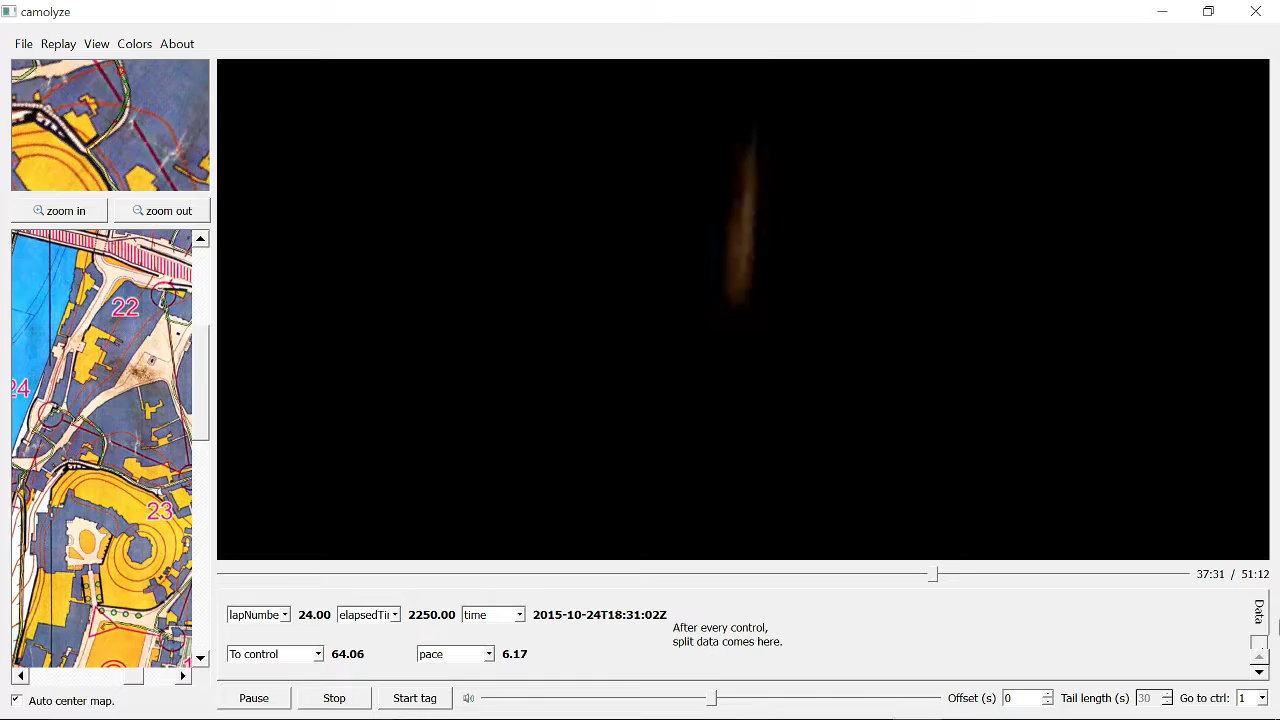 camolyze
File Replay View Colors About
zoom in zoom out
22
24
23
37:31 / 51:12
lapNumbe 24.00 elapsedTi 2250.00 time 2015-10-24T18:31:02Z
After every control,
split data comes here.
To control 64.06 pace 6.17
Data
Auto center map.
Pause Stop Start tag Offset (s) 0 Tail length (s) 30 Go to ctrl: 1